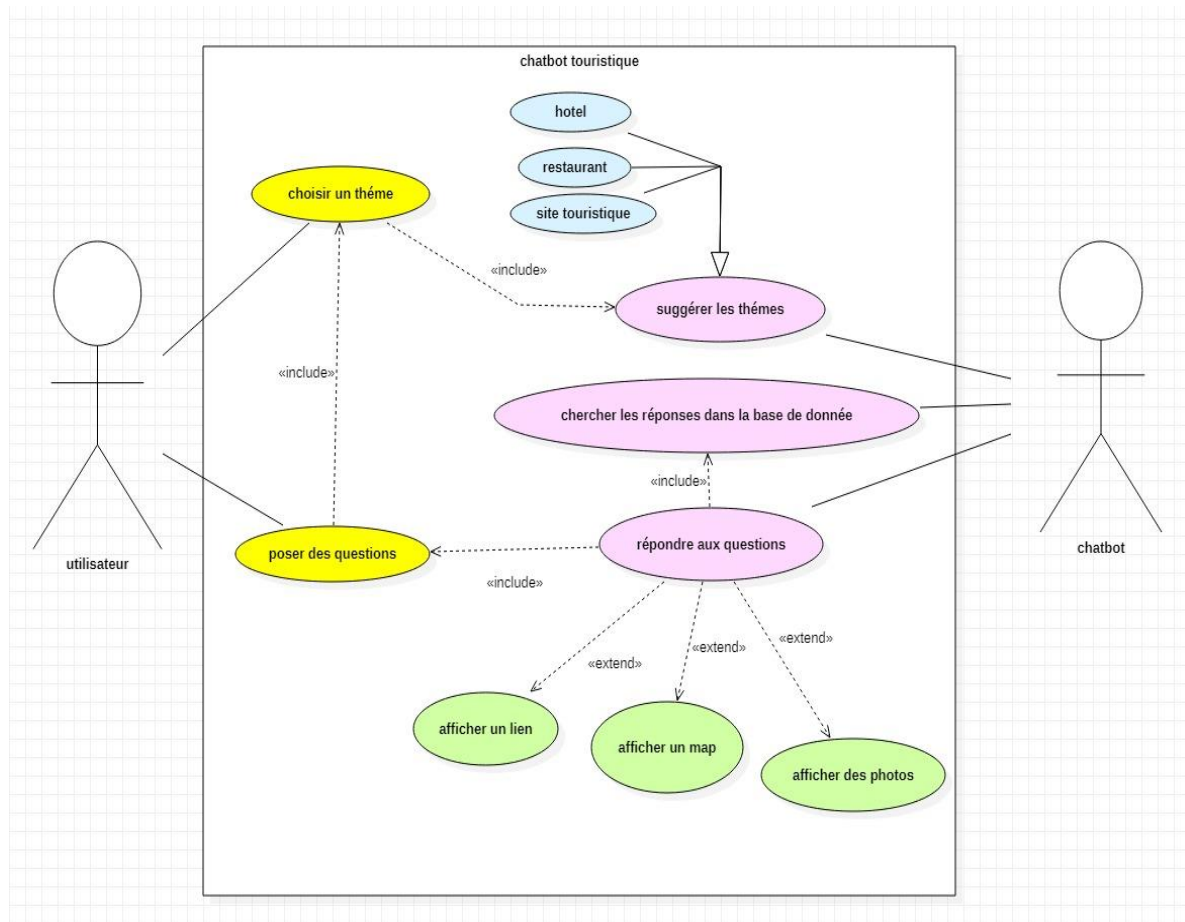 chatbot touristique
hotel
restaurant
site touristique
choisir un théme
«include»
suggérer les thémes
«include»
chercher les réponses dans la base de donnée
«include»
répondre aux questions
poser des questions
«include»
utilisateur
chatbot
«extend»
«extend»
«extend»
afficher un lien
afficher un map
afficher des photos